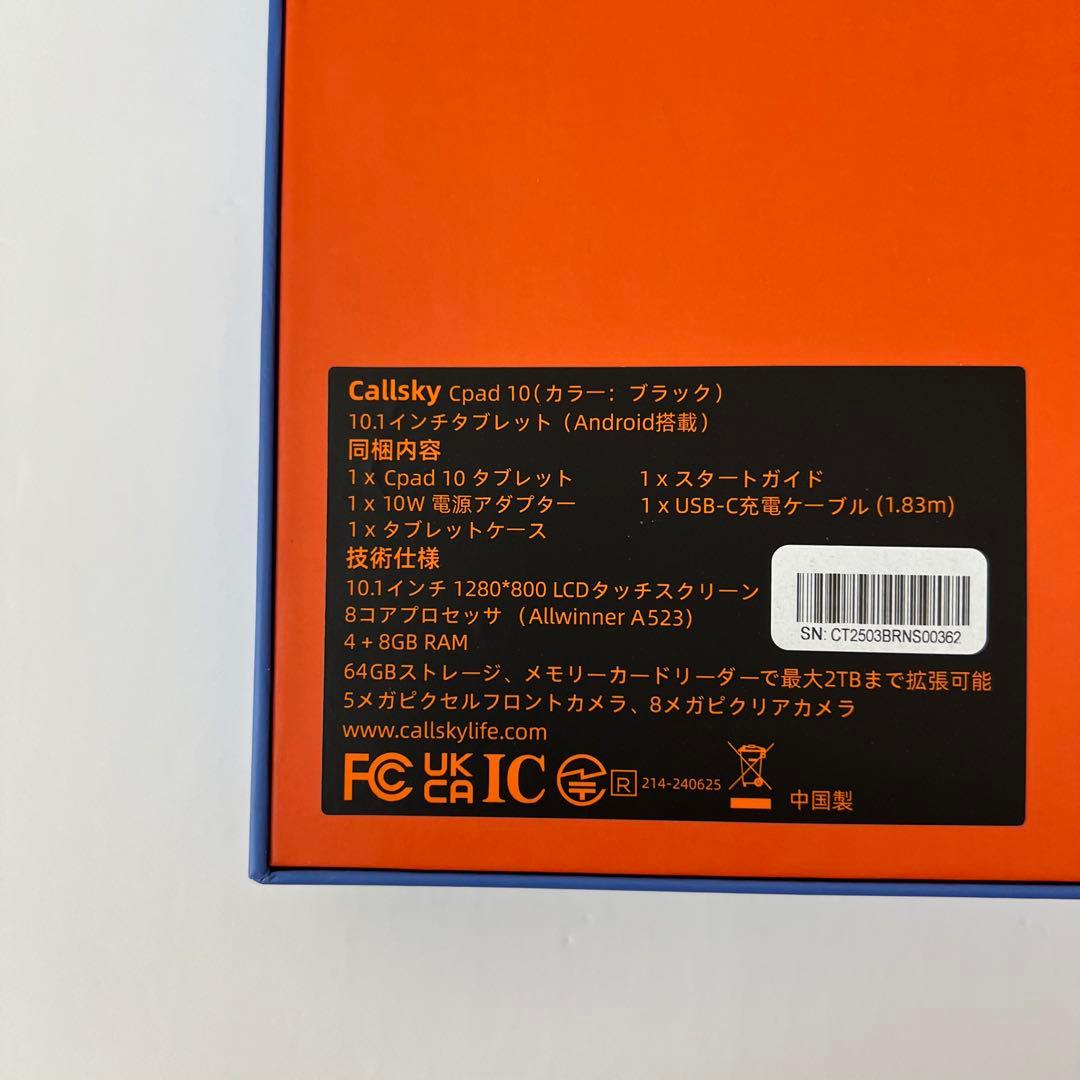 Callsky Cpad 10(カラー：ブラック)
10.1インチタブレット（Android搭載）
同梱内容
1 x Cpad 10 タブレット
1 x スタートガイド
1 x 10W 電源アダプター
1 x USB-C充電ケーブル (1.83m)
1 x タブレットケース
技術仕様
10.1インチ 1280*800 LCDタッチスクリーン
8コアプロセッサ （Allwinner A523)
4 + 8GB RAM
64GBストレージ、メモリーカードリーダーで最大2TBまで拡張可能
5メガピクセルフロントカメラ、8メガピクリアカメラ
www.callskylife.com
SN: CT2503BRNS00362
FC UKCA IC R 214-240625 中国製